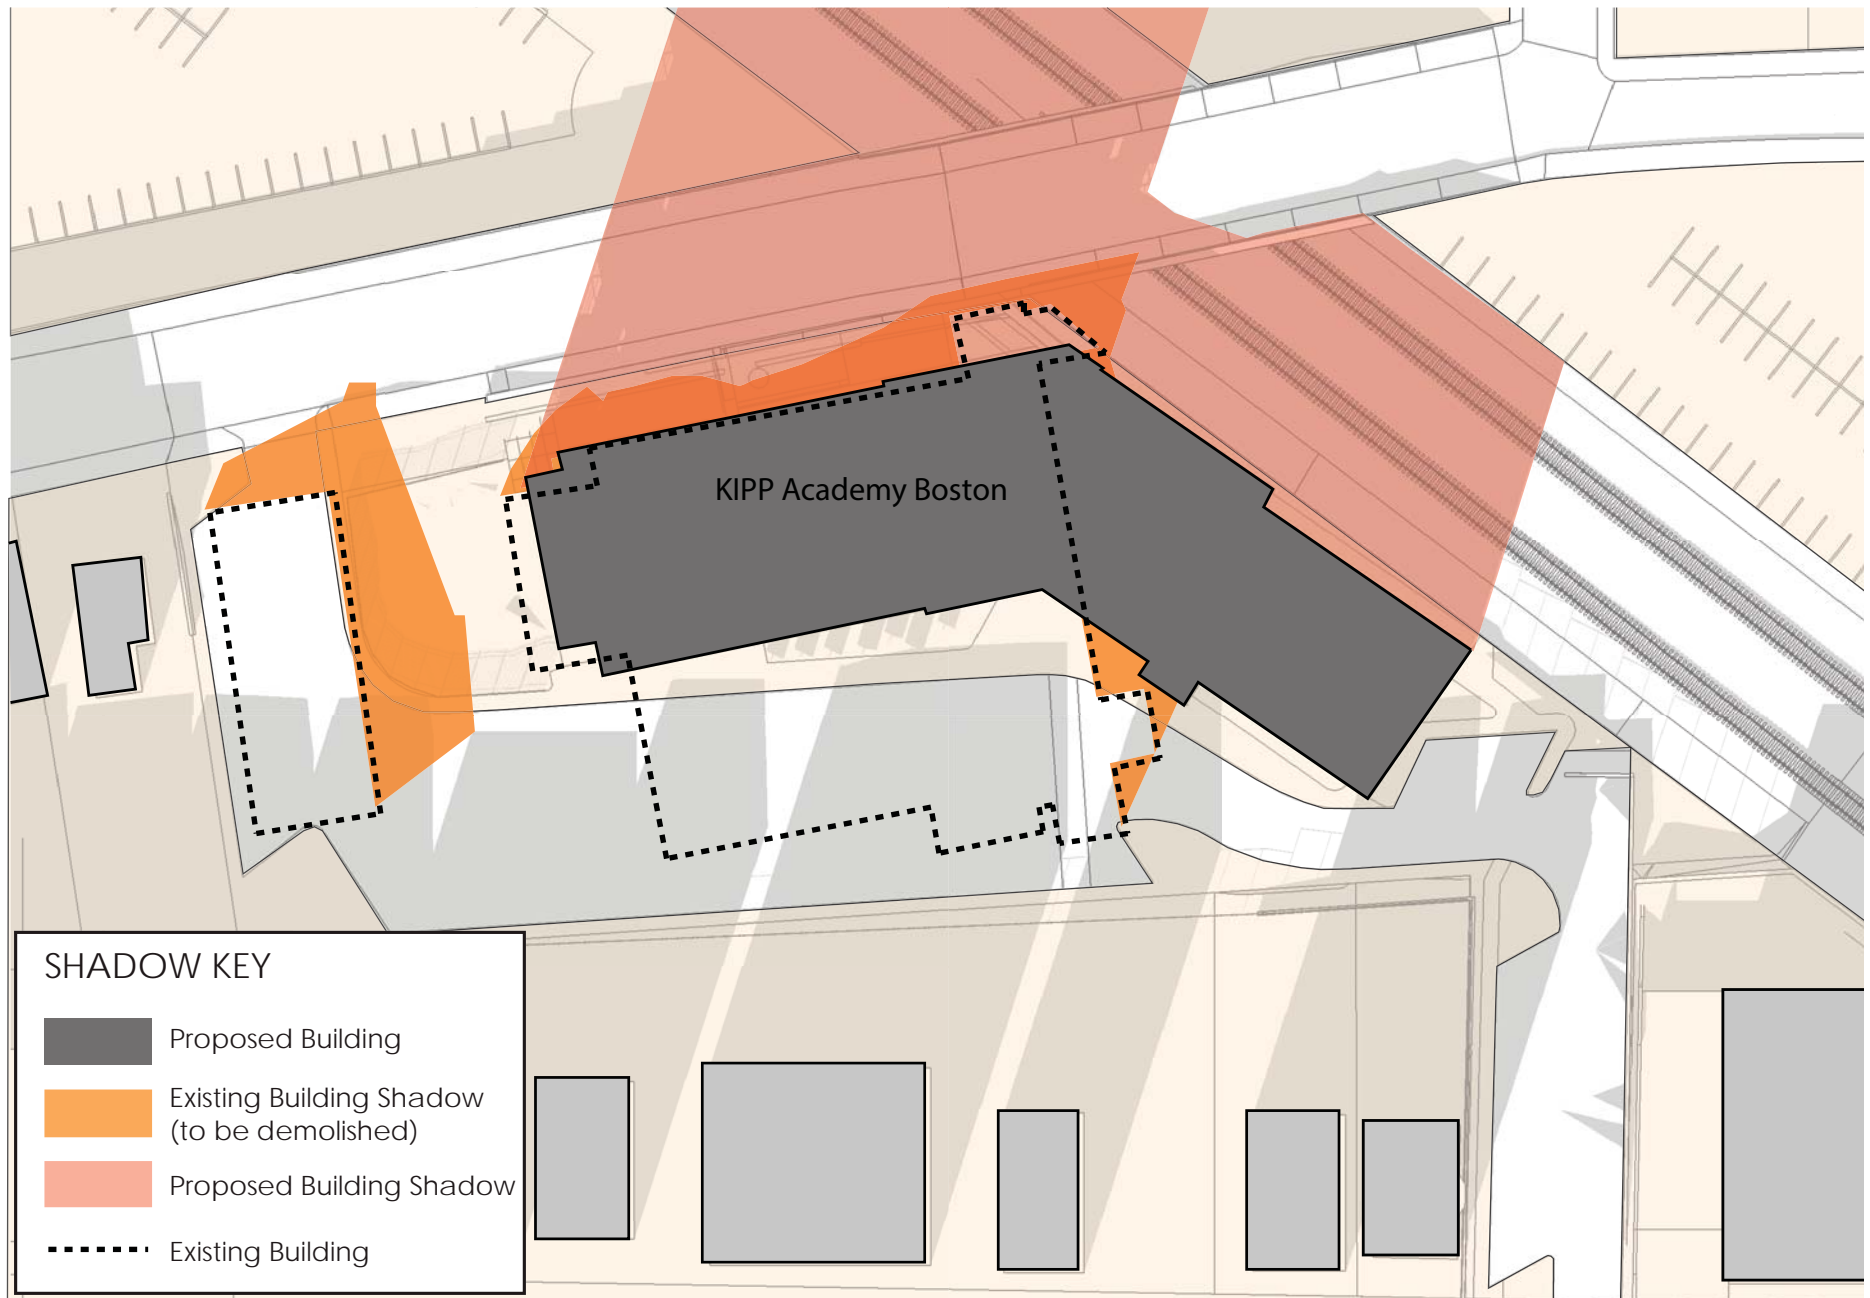 KIPP Academy Boston
SHADOW KEY
Proposed Building
Existing Building Shadow
(to be demolished)
Proposed Building Shadow
Existing Building